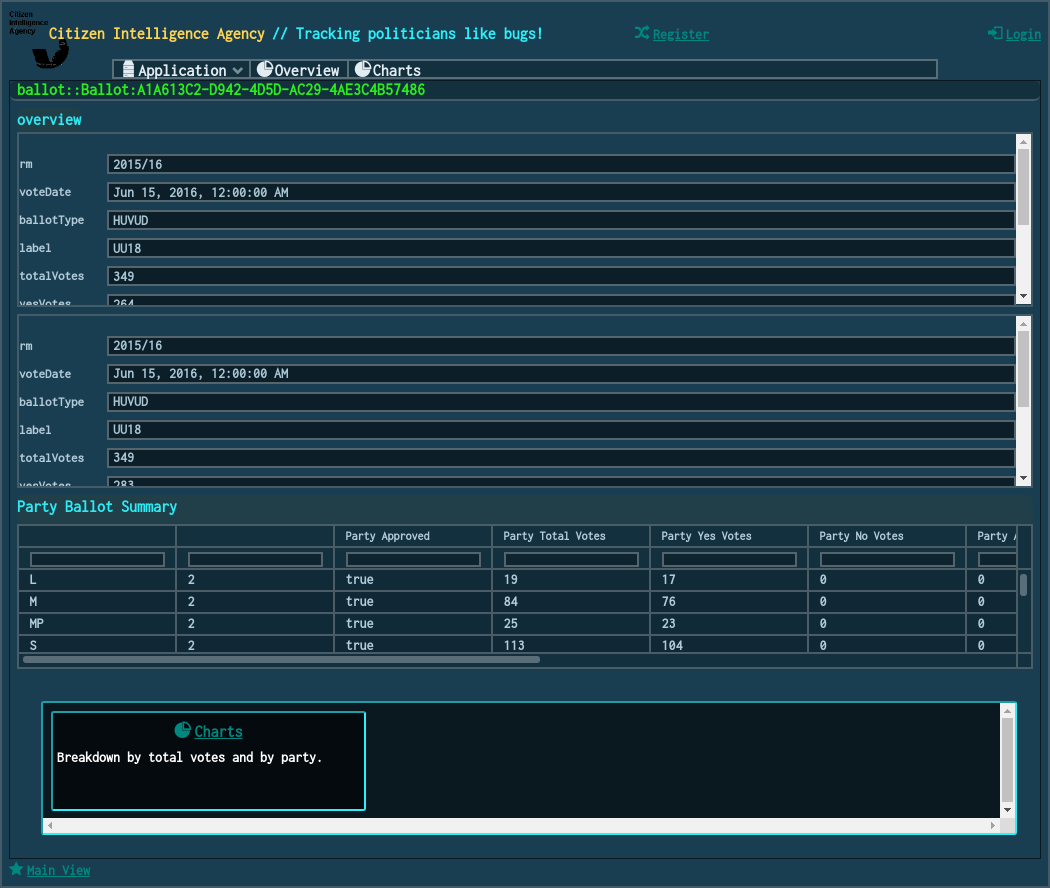 Citizen
Intelligence
Agency
Citizen Intelligence Agency // Tracking politicians like bugs!
Register
Login
Application
Overview
Charts
ballot::Ballot:A1A613C2-D942-4D5D-AC29-4AE3C4B57486
overview
rm 2015/16
voteDate Jun 15, 2016, 12:00:00 AM
ballotType HUVUD
label UU18
totalVotes 349
yesVotes 264
rm 2015/16
voteDate Jun 15, 2016, 12:00:00 AM
ballotType HUVUD
label UU18
totalVotes 349
yesVotes 283
Party Ballot Summary
Party Approved Party Total Votes Party Yes Votes Party No Votes Party
L 2 true 19 17 0 0
M 2 true 84 76 0 0
MP 2 true 25 23 0 0
S 2 true 113 104 0 0
Charts
Breakdown by total votes and by party.
Main View